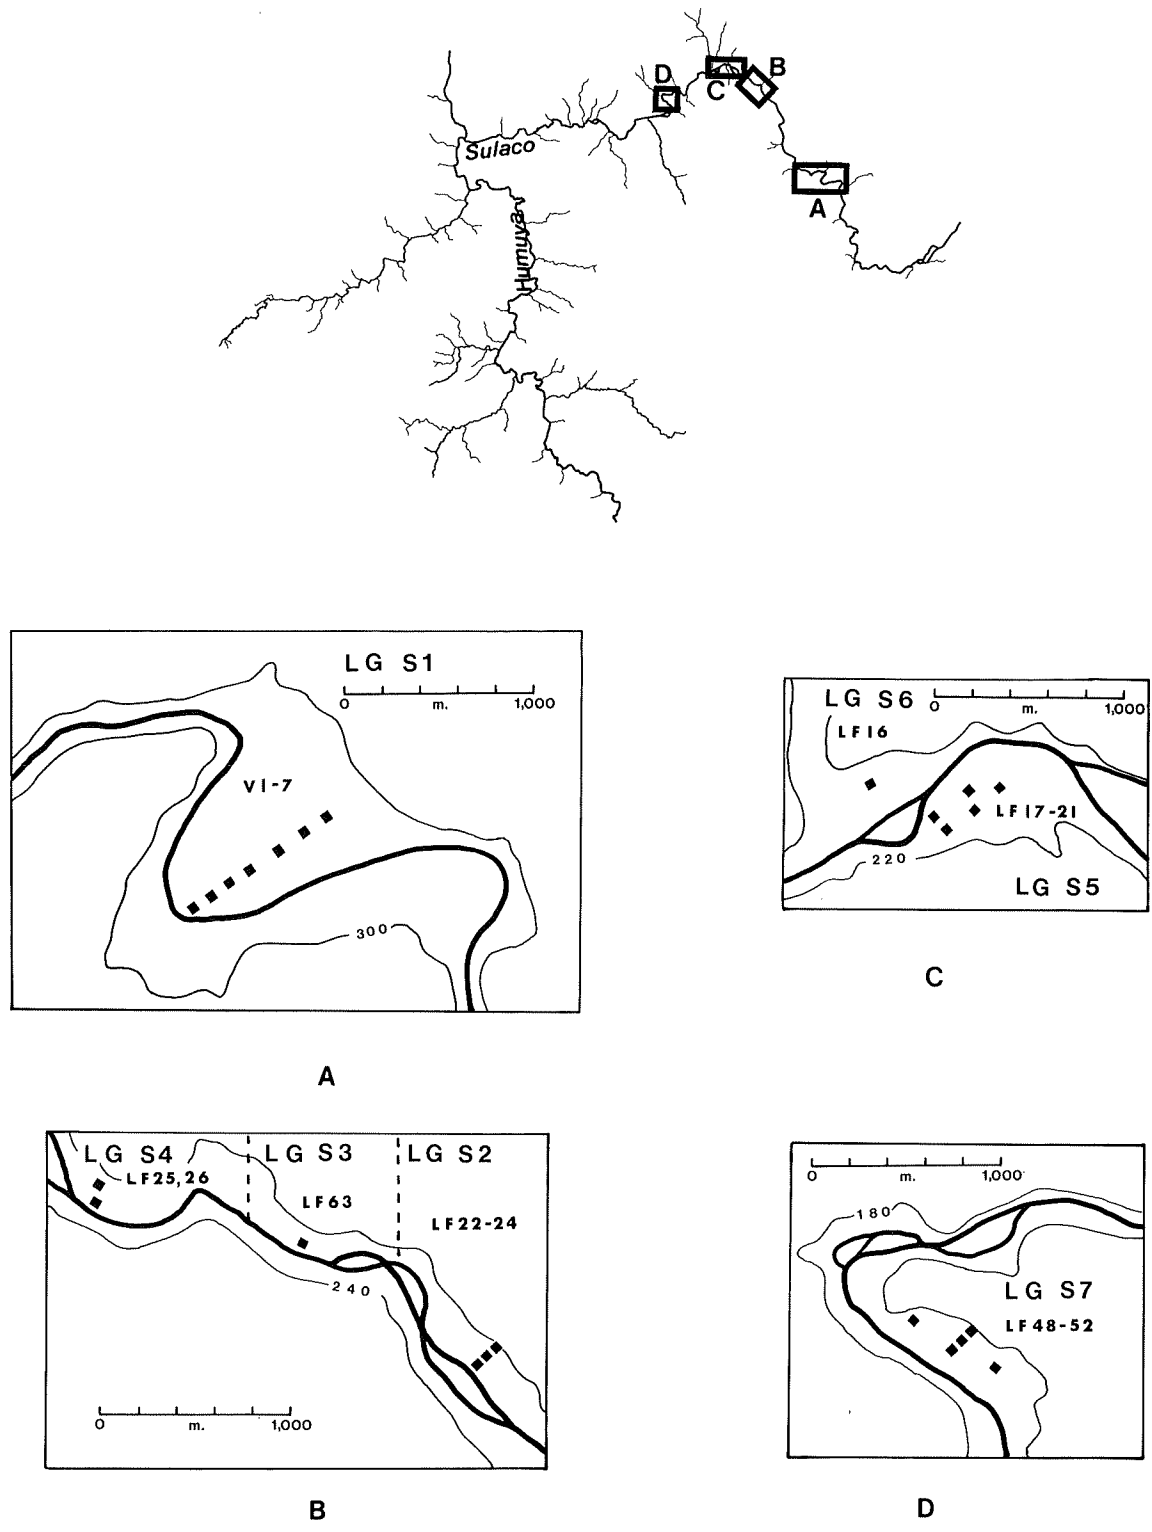 D
B
C
Sulaco
A
Humuya
LG S1
0 m. 1,000
V1-7
300
A
LG S6
0 m. 1,000
LF16
LF17-21
220
LG S5
C
LG S4
LG S3
LG S2
LF25,26
LF63
LF22-24
240
0 m. 1,000
B
0 m. 1,000
180
LG S7
LF48-52
D